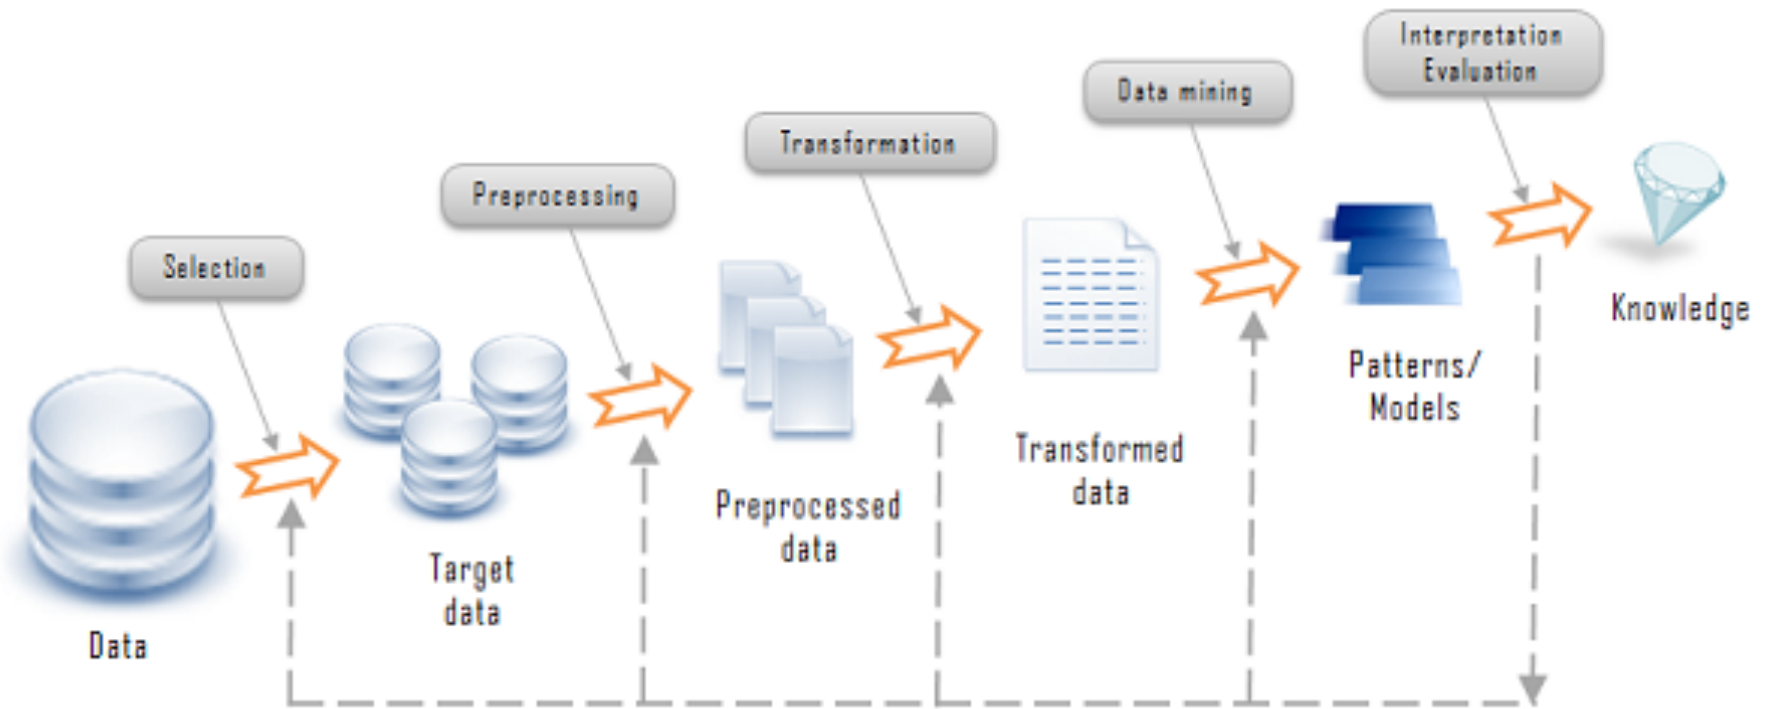 Interpretation
Evaluation
Data mining
Transformation
Preprocessing
Selection
Data
Target
data
Preprocessed
data
Transformed
data
Patterns/
Models
Knowledge